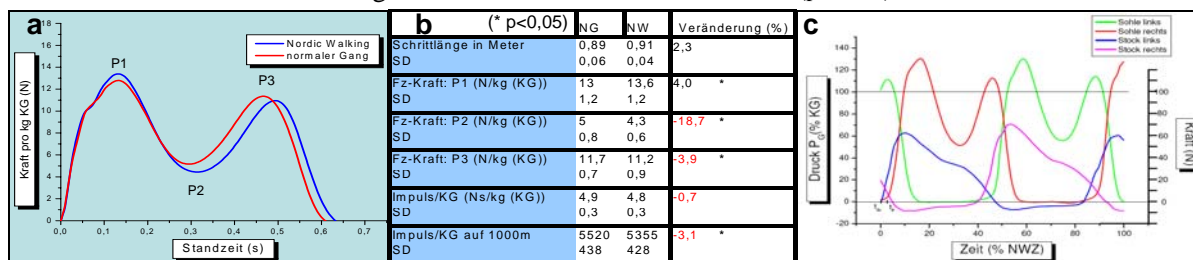 a
Nordic Walking
normaler Gang
P1
P2
P3
Kraft pro kg KG (N)
18
16
14
12
10
8
6
4
2
0
0,0 0,1 0,2 0,3 0,4 0,5 0,6 0,7
Standzeit (s)
b (* p<0,05) NG NW Veränderung (%)
Schrittlänge in Meter 0,89 0,91 2,3
SD 0,06 0,04
Fz-Kraft: P1 (N/kg (KG)) 13 13,6 4,0 *
SD 1,2 1,2
Fz-Kraft: P2 (N/kg (KG)) 5 4,3 -18,7 *
SD 0,8 0,6
Fz-Kraft: P3 (N/kg (KG)) 11,7 11,2 -3,9 *
SD 0,7 0,9
Impuls/KG (Ns/kg (KG)) 4,9 4,8 -0,7
SD 0,3 0,3
Impuls/KG auf 1000m 5520 5355 -3,1 *
SD 438 428
c
Sohle links
Sohle rechts
Stock links
Stock rechts
Druck P_G(% KG)
140
120
100
80
60
40
20
0
-20
0 20 40 60 80 100
Zeit (% NWZ)
100
80
60
40
20
0
Kraft (N)